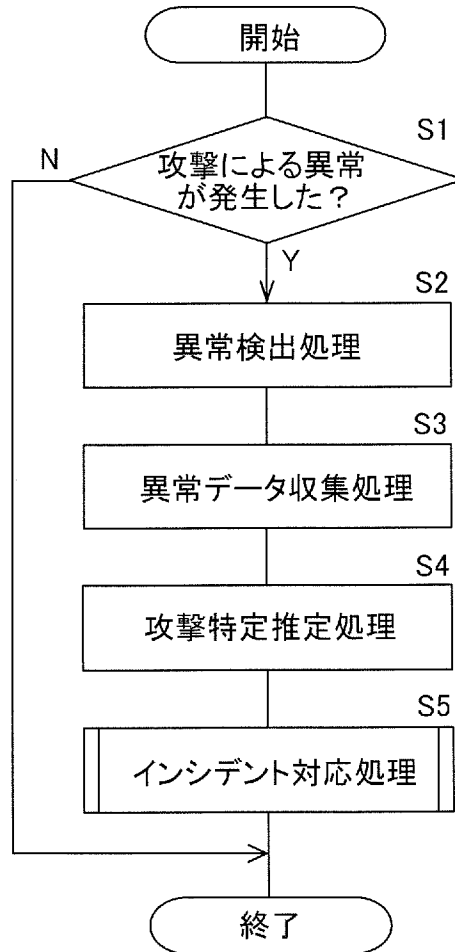 開始
S1
N
攻撃による異常
が発生した？
Y
S2
異常検出処理
S3
異常データ収集処理
S4
攻撃特定推定処理
S5
インシデント対応処理
終了